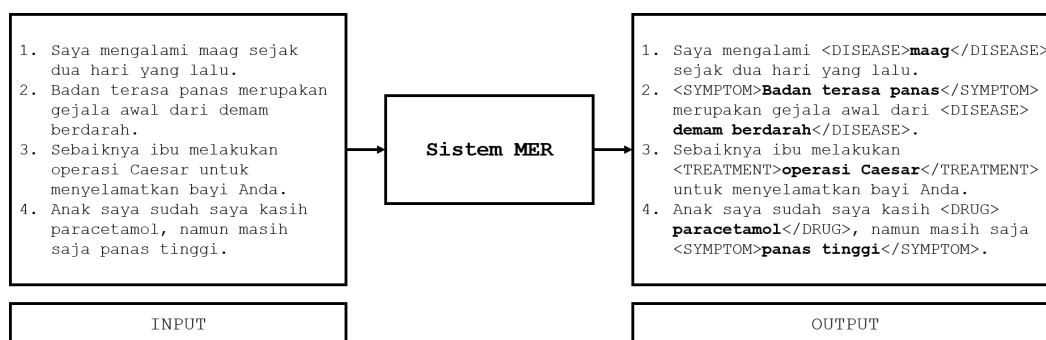 1. Saya mengalami maag sejak
dua hari yang lalu.
2. Badan terasa panas merupakan
gejala awal dari demam
berdarah.
3. Sebaiknya ibu melakukan
operasi Caesar untuk
menyelamatkan bayi Anda.
4. Anak saya sudah saya kasih
paracetamol, namun masih
saja panas tinggi.
INPUT
Sistem MER
1. Saya mengalami <DISEASE>maag</DISEASE>
sejak dua hari yang lalu.
2. <SYMPTOM>Badan terasa panas</SYMPTOM>
merupakan gejala awal dari <DISEASE>
demam berdarah</DISEASE>.
3. Sebaiknya ibu melakukan
<TREATMENT>operasi Caesar</TREATMENT>
untuk menyelamatkan bayi Anda.
4. Anak saya sudah saya kasih <DRUG>
paracetamol</DRUG>, namun masih saja
<SYMPTOM>panas tinggi</SYMPTOM>.
OUTPUT